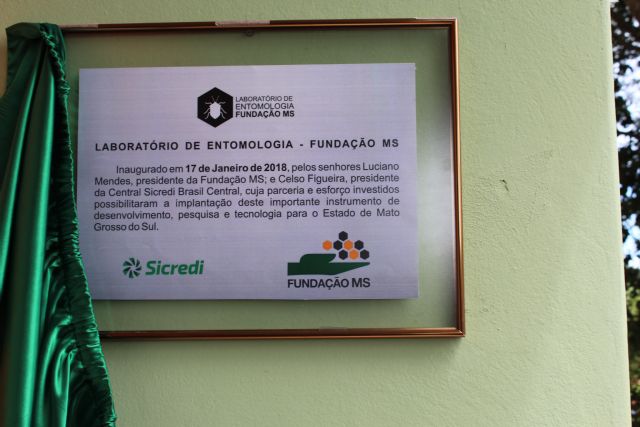 LABORATÓRIO DE
ENTOMOLOGIA
FUNDAÇÃO MS
LABORATÓRIO DE ENTOMOLOGIA - FUNDAÇÃO MS
Inaugurado em 17 de Janeiro de 2018, pelos senhores Luciano
Mendes, presidente da Fundação MS; e Celso Figueira, presidente
da Central Sicredi Brasil Central, cuja parceria e esforço investidos
possibilitaram a implantação deste importante instrumento de
desenvolvimento, pesquisa e tecnologia para o Estado de Mato
Grosso do Sul.
Sicredi
FUNDAÇÃO MS